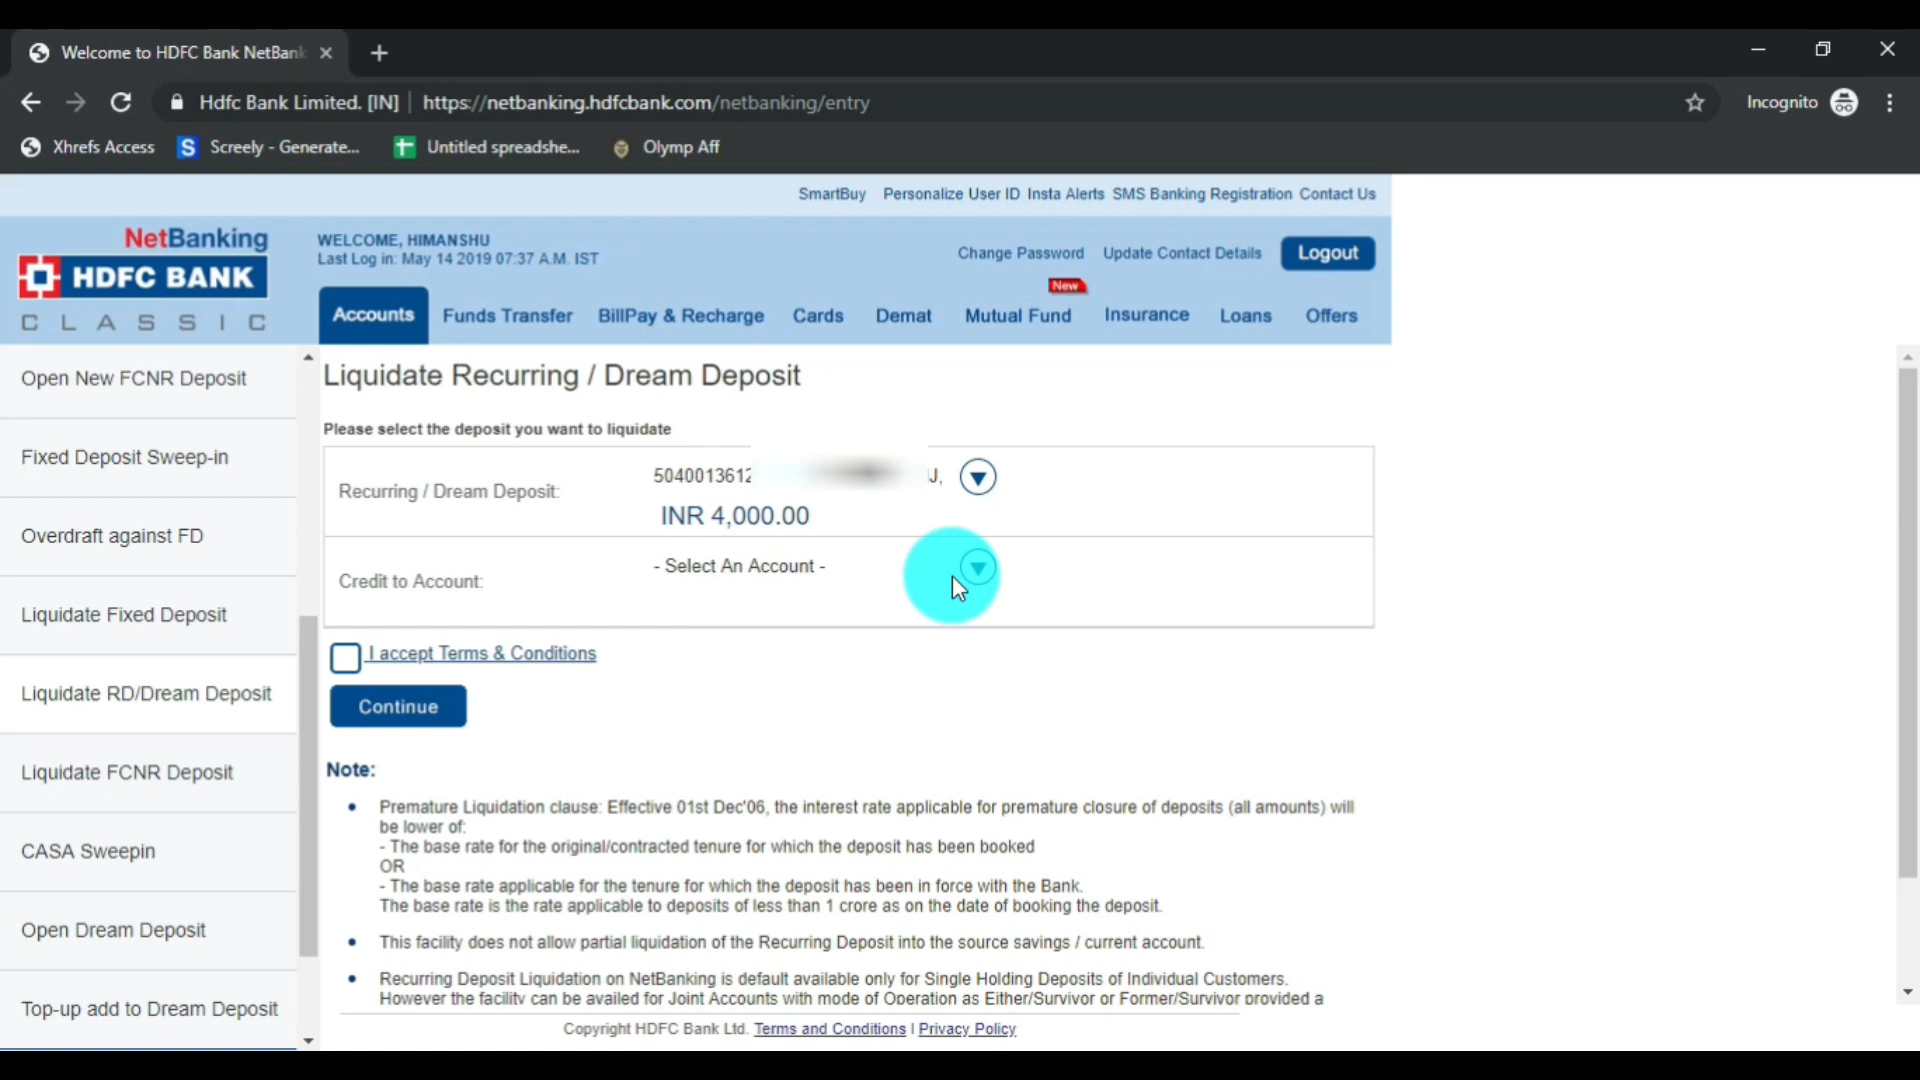 Welcome to HDFC Bank NetBank
Hdfc Bank Limited. [IN] | https://netbanking.hdfcbank.com/netbanking/entry
Incognito
Xhrefs Access
Screely - Generate...
Untitled spreadshe...
Olymp Aff
SmartBuy Personalize User ID Insta Alerts SMS Banking Registration Contact Us
NetBanking
HDFC BANK
CLASSIC
WELCOME, HIMANSHU
Last Log in: May 14 2019 07:37 A.M. IST
Change Password Update Contact Details Logout
New
Accounts Funds Transfer BillPay & Recharge Cards Demat Mutual Fund Insurance Loans Offers
Open New FCNR Deposit
Fixed Deposit Sweep-in
Overdraft against FD
Liquidate Fixed Deposit
Liquidate RD/Dream Deposit
Liquidate FCNR Deposit
CASA Sweepin
Open Dream Deposit
Top-up add to Dream Deposit
Liquidate Recurring / Dream Deposit
Please select the deposit you want to liquidate
Recurring / Dream Deposit:
5040013612
INR 4,000.00
Credit to Account:
- Select An Account -
I accept Terms & Conditions
Continue
Note:
• Premature Liquidation clause: Effective 01st Dec'06, the interest rate applicable for premature closure of deposits (all amounts) will
be lower of:
- The base rate for the original/contracted tenure for which the deposit has been booked
OR
- The base rate applicable for the tenure for which the deposit has been in force with the Bank.
The base rate is the rate applicable to deposits of less than 1 crore as on the date of booking the deposit.
• This facility does not allow partial liquidation of the Recurring Deposit into the source savings / current account.
• Recurring Deposit Liquidation on NetBanking is default available only for Single Holding Deposits of Individual Customers.
However the facility can be availed for Joint Accounts with mode of Operation as Either/Survivor or Former/Survivor provided a
Copyright HDFC Bank Ltd. Terms and Conditions | Privacy Policy